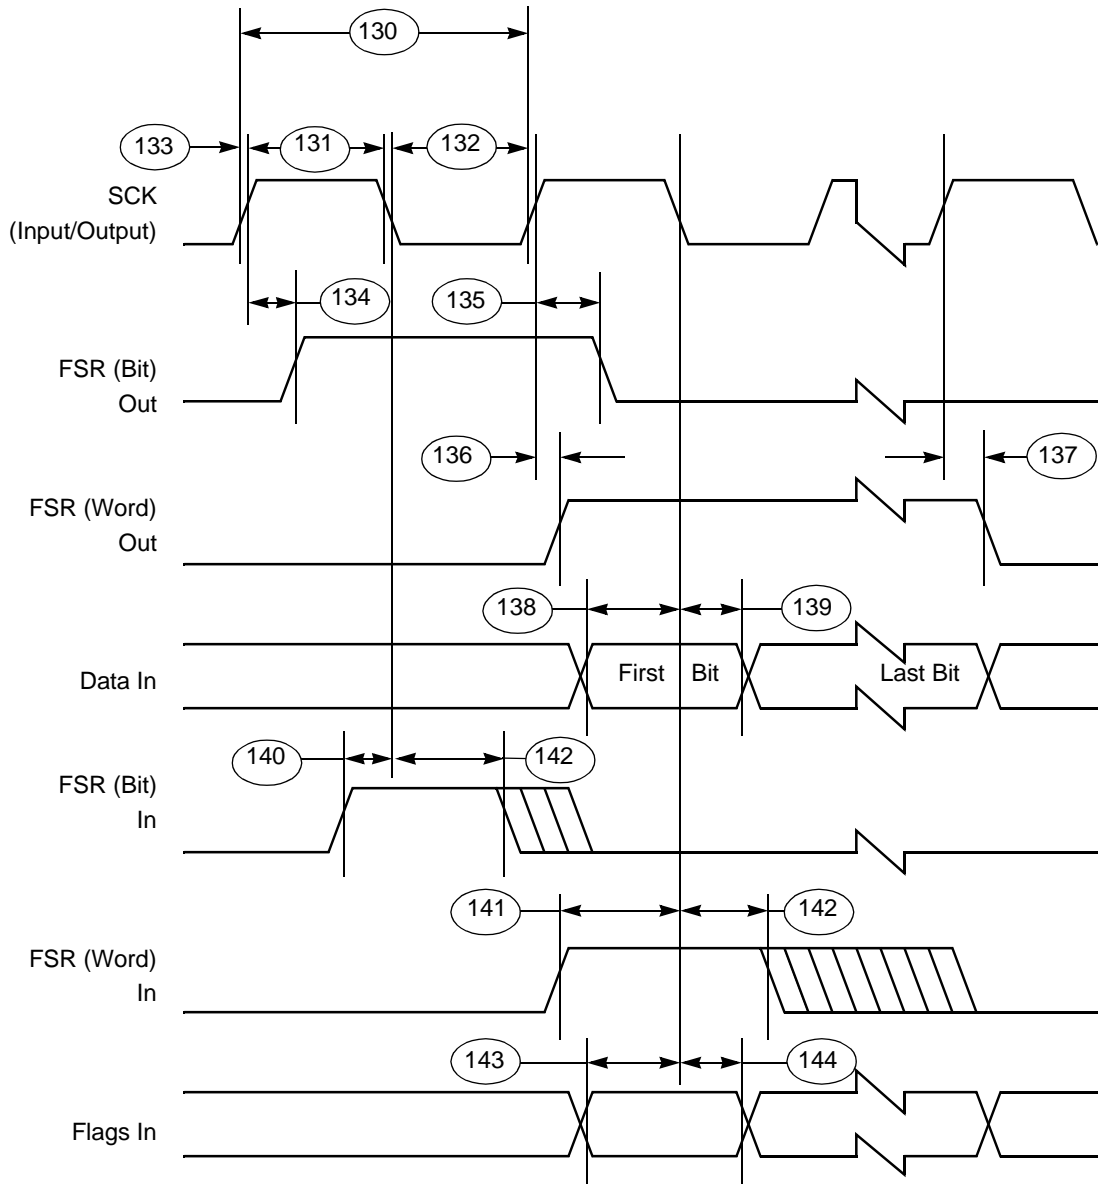 130
133
131
132
SCK
(Input/Output)
134
135
FSR (Bit)
Out
136
137
FSR (Word)
Out
138
139
First Bit
Last Bit
Data In
140
142
FSR (Bit)
In
141
142
FSR (Word)
In
143
144
Flags In